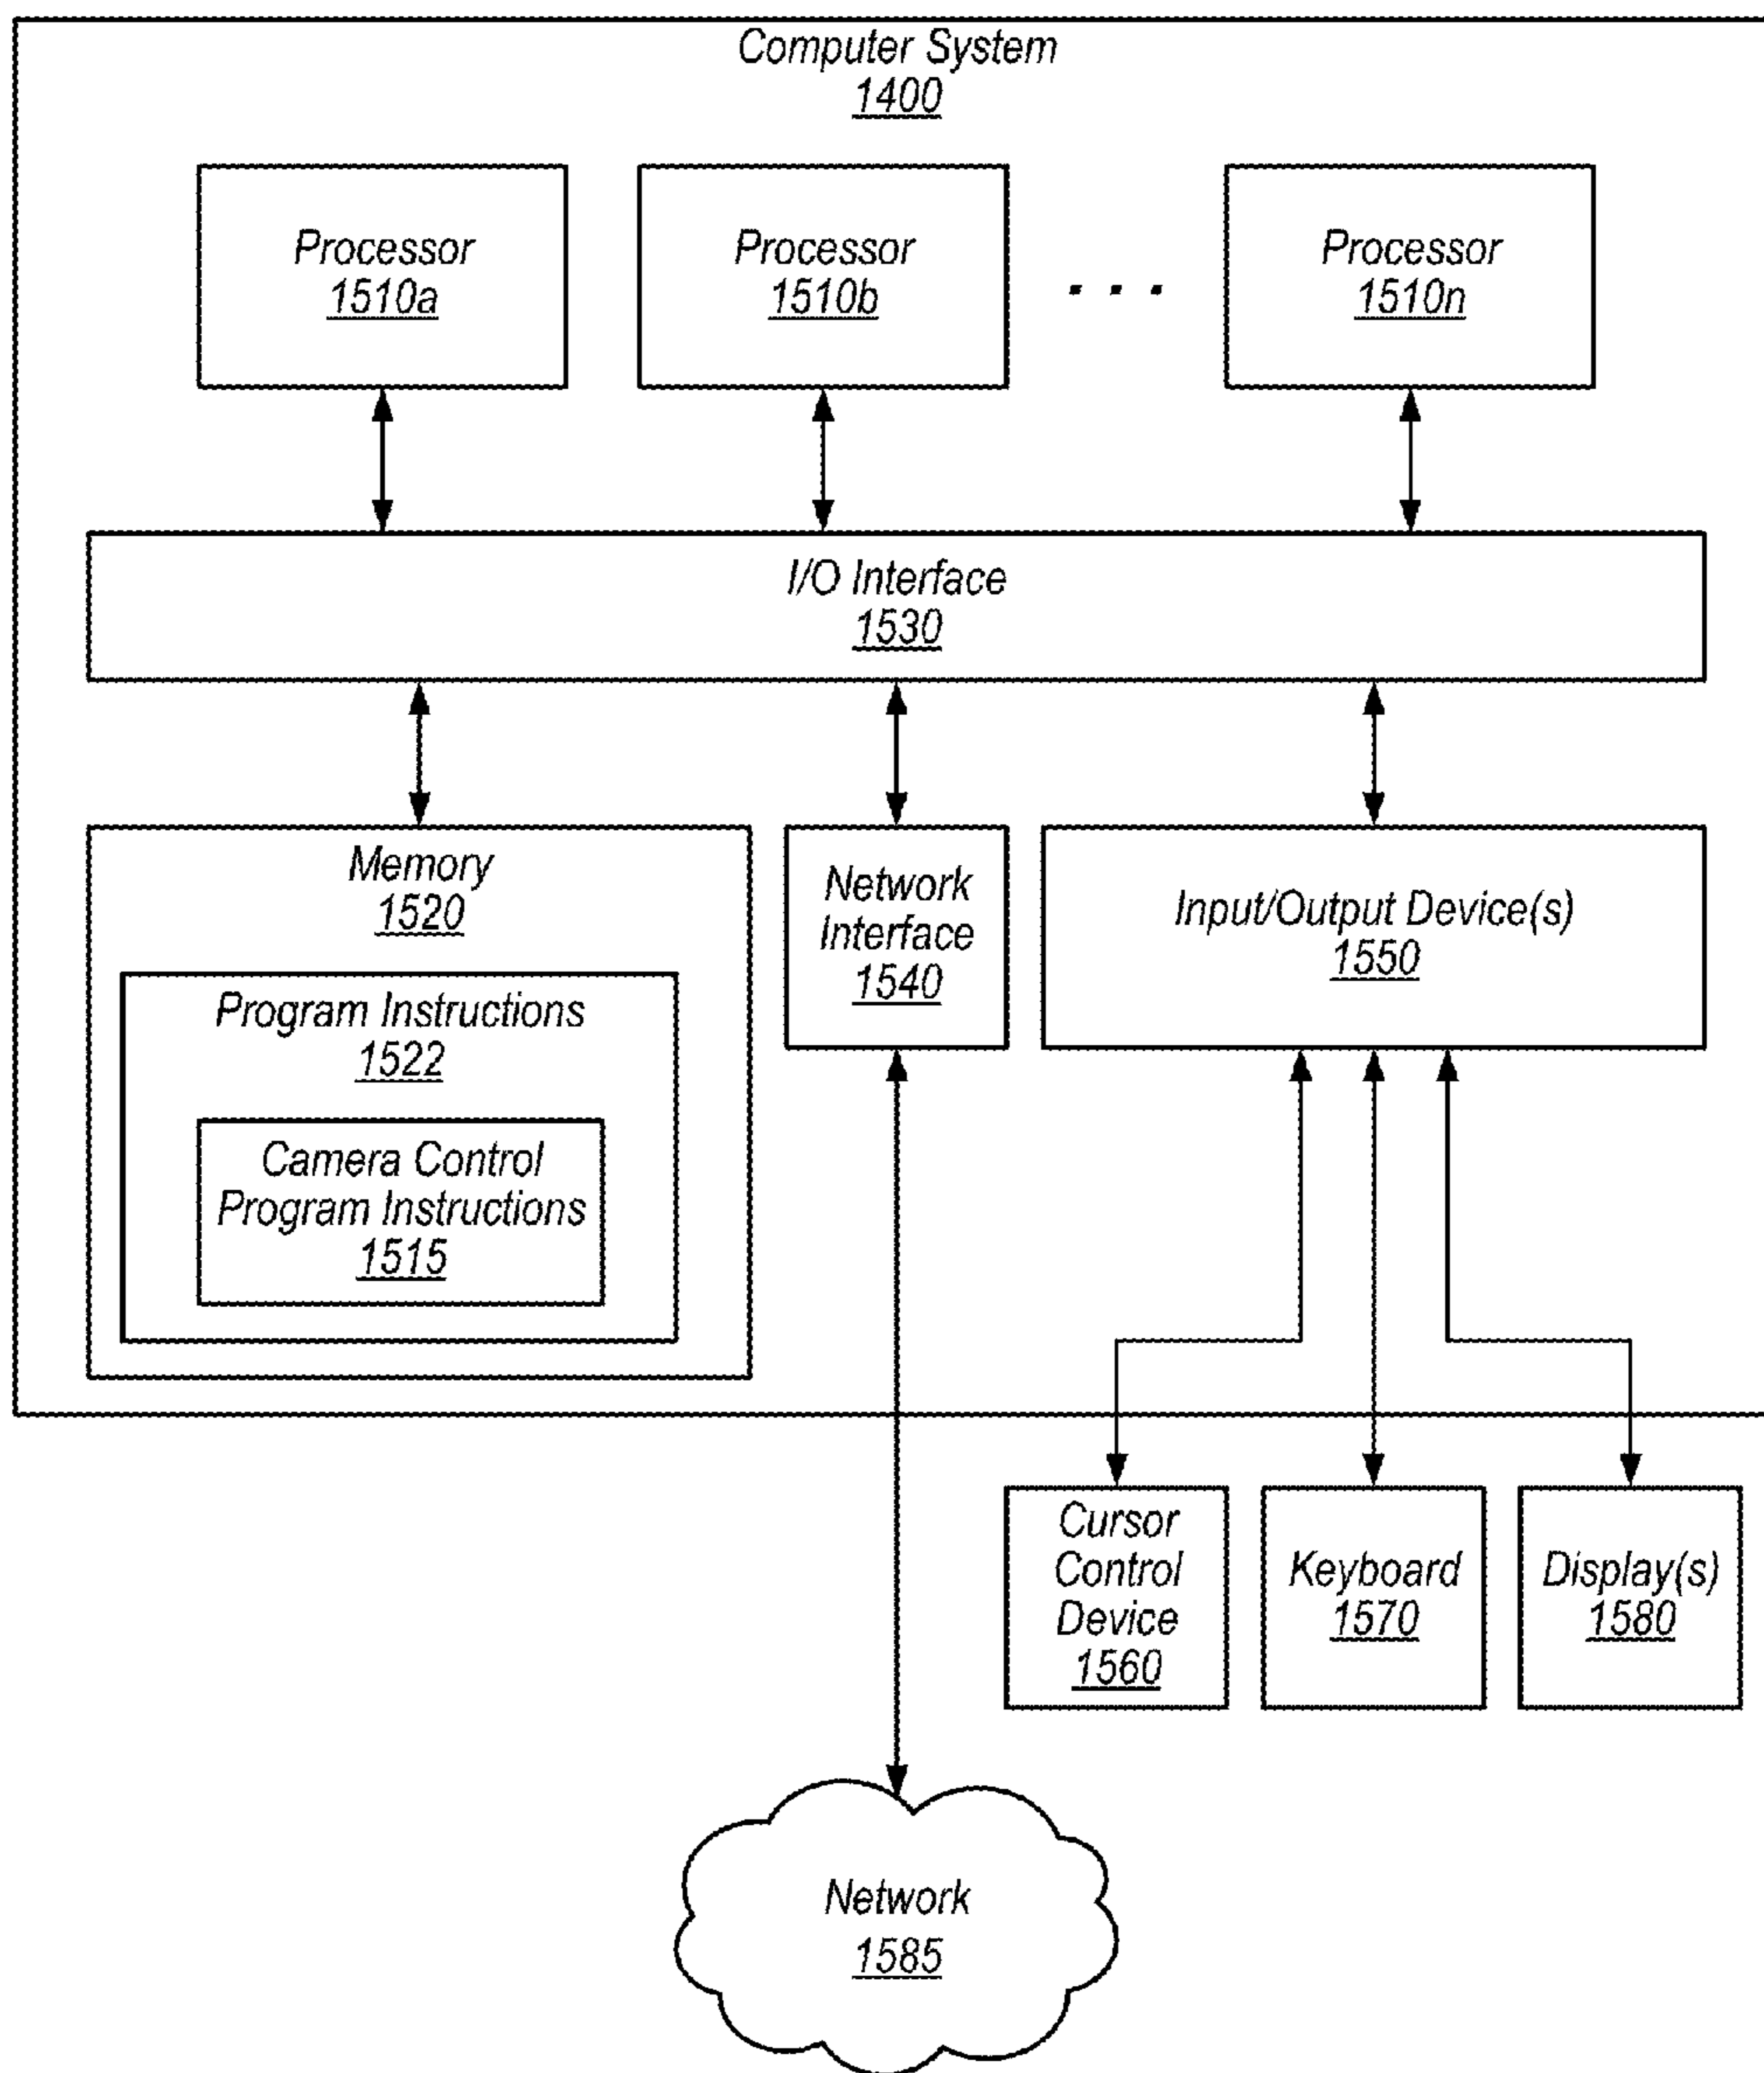 Computer System
1400
Processor
1510a
Processor
1510b
. . .
Processor
1510n
I/O Interface
1530
Memory
1520
Program Instructions
1522
Camera Control
Program Instructions
1515
Network
Interface
1540
Input/Output Device(s)
1550
Cursor
Control
Device
1560
Keyboard
1570
Display(s)
1580
Network
1585